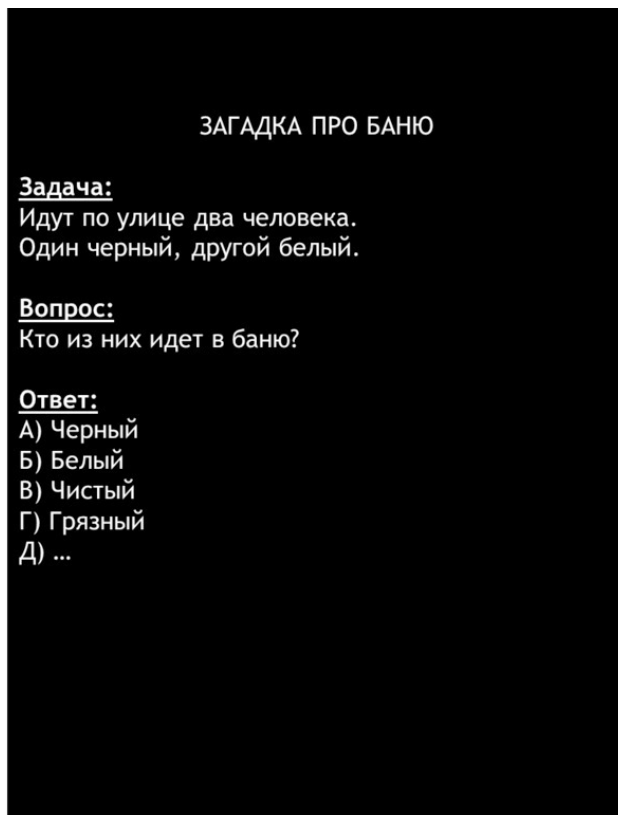 ЗАГАДКА ПРО БАНЮ
Задача:
Идут по улице два человека.
Один черный, другой белый.
Вопрос:
Кто из них идет в баню?
Ответ:
А) Черный
Б) Белый
В) Чистый
Г) Грязный
Д) ...